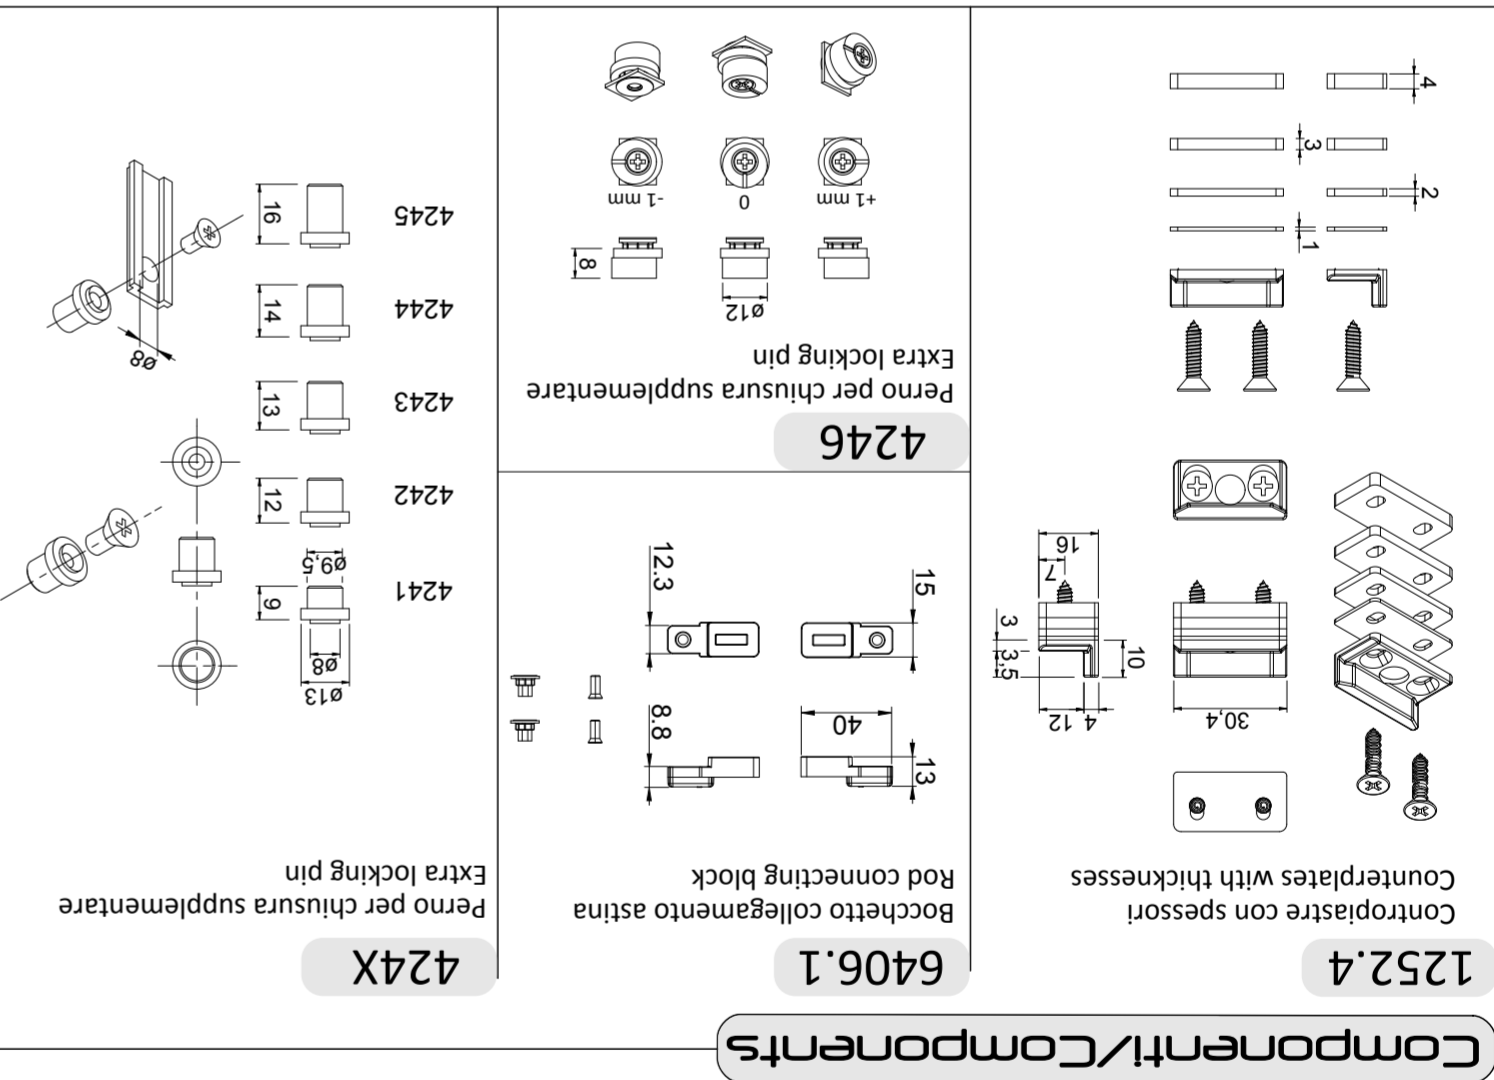 Componenti/Components
1252.4
Contropiastre con spessori
Counterplates with thicknesses
30,4
4 12
10
3,5
3
7
16
1
2
3
4
6406.1
Bocchetto collegamento astina
Rod connecting block
13
40
8.8
15
12.3
4246
Perno per chiusura supplementare
Extra locking pin
ø12
8
+1 mm
0
-1 mm
424X
Perno per chiusura supplementare
Extra locking pin
ø13
ø8
4241
9
ø9,5
4242
12
4243
13
4244
14
4245
16
ø8